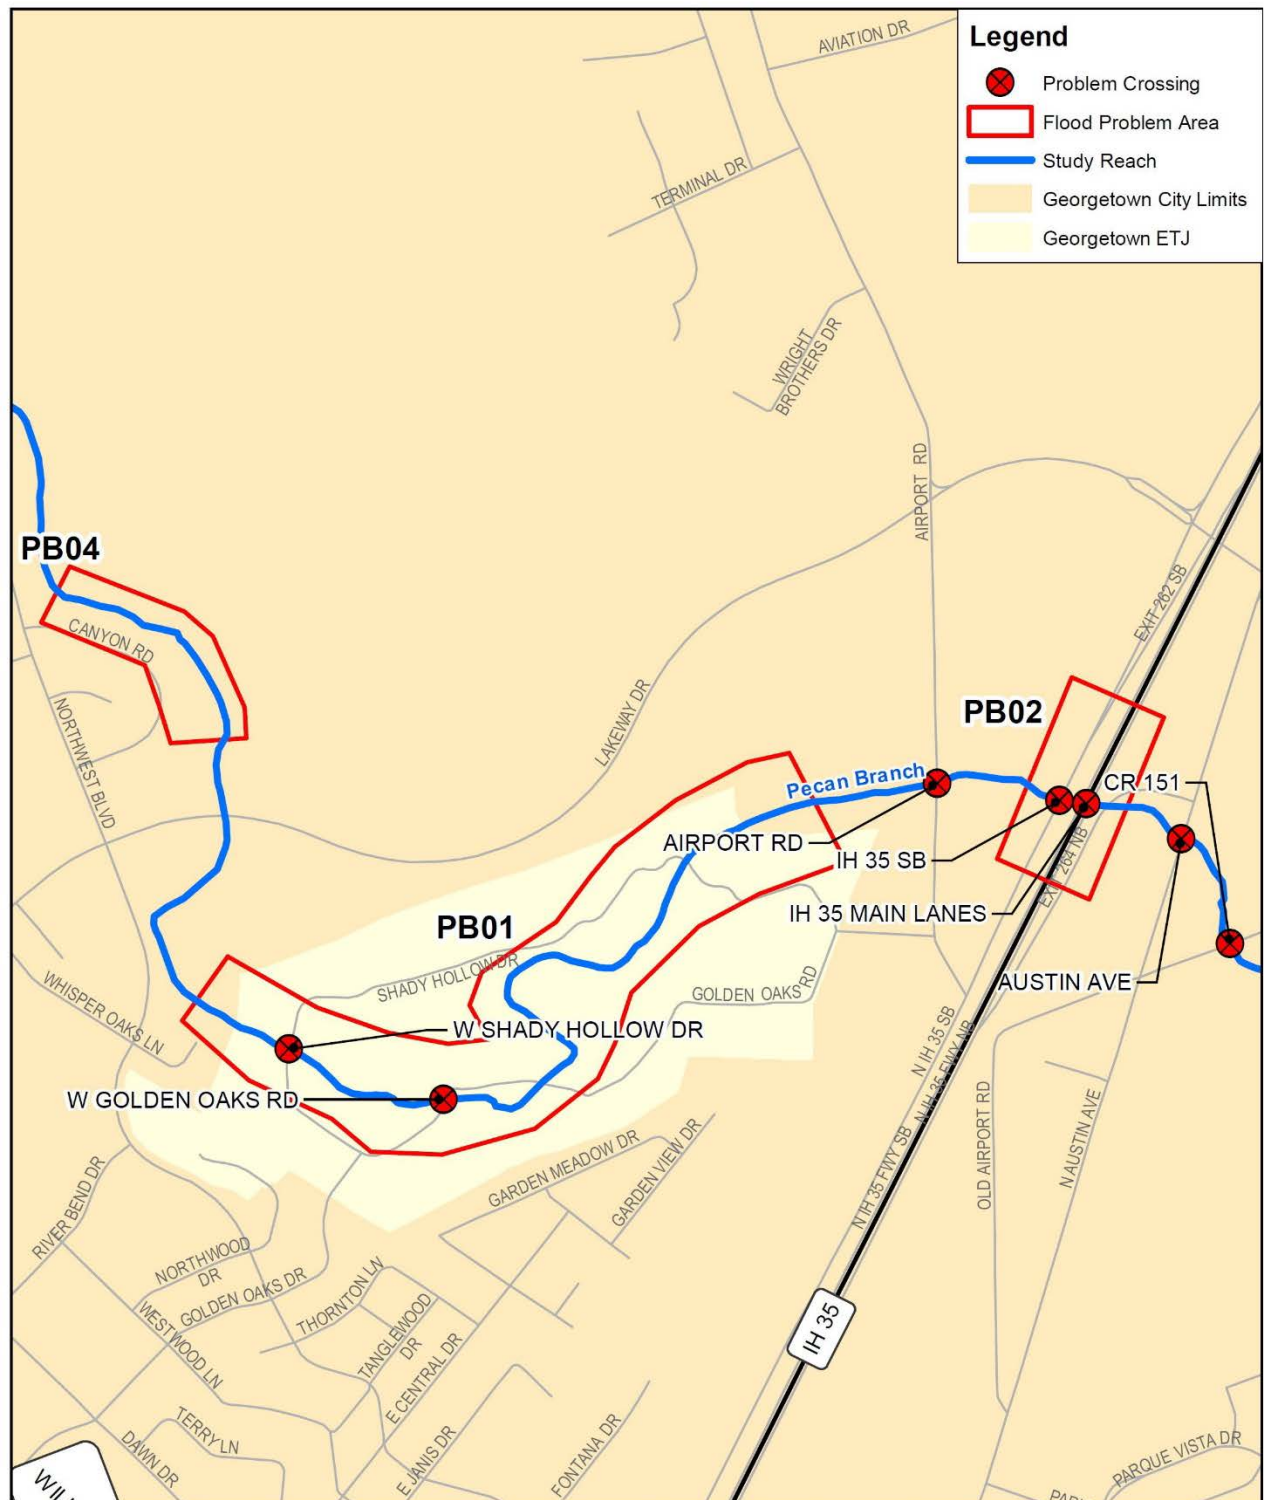 Legend
Problem Crossing
Flood Problem Area
Study Reach
Georgetown City Limits
Georgetown ETJ
AVIATION DR
TERMINAL DR
WRIGHT
BROTHERS DR
AIRPORT RD
PB04
CANYON RD
EXIT 262 SB
NORTHWEST BLVD
LAKEWAY DR
PB02
Pecan Branch
CR 151
AIRPORT RD
IH 35 SB
EXIT 264 NB
IH 35 MAIN LANES
PB01
SHADY HOLLOW DR
GOLDEN OAKS RD
AUSTIN AVE
WHISPER OAKS LN
W SHADY HOLLOW DR
N IH 35 SB
N IH 35 FWY NB
W GOLDEN OAKS RD
OLD AIRPORT RD
N AUSTIN AVE
GARDEN MEADOW DR
GARDEN VIEW DR
N IH 35 FWY SB
RIVER BEND DR
NORTHWOOD
DR
GOLDEN OAKS DR
THORNTON LN
WESTWOOD LN
TANGLEWOOD
DR
E CENTRAL DR
IH 35
TERRY LN
DAWN DR
E JANIS DR
FONTANA DR
PARQUE VISTA DR